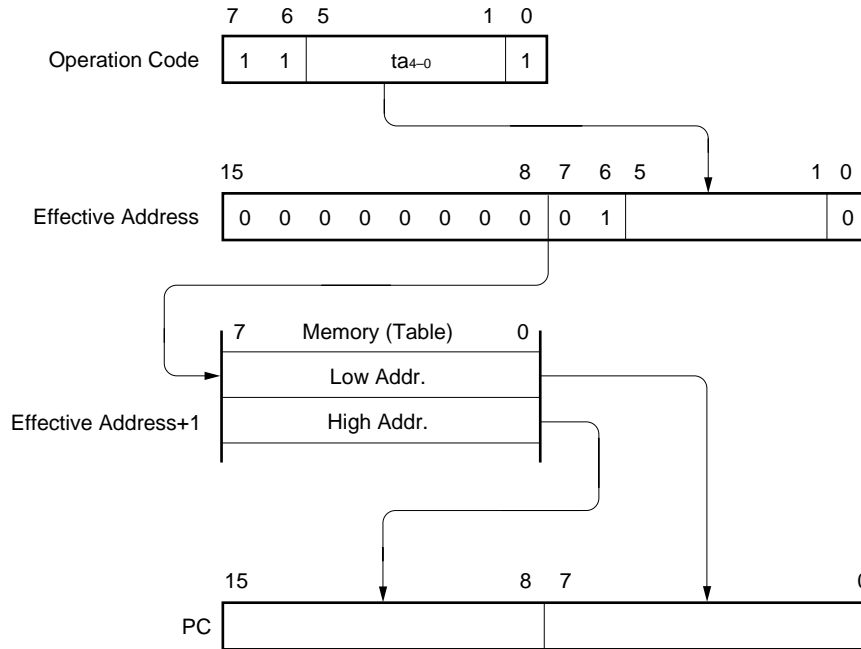 7 6 5 1 0
Operation Code 1 1 ta4–0 1
15 8 7 6 5 1 0
Effective Address 0 0 0 0 0 0 0 0 0 1 0
7 Memory (Table) 0
Low Addr.
Effective Address+1 High Addr.
15 8 7 0
PC